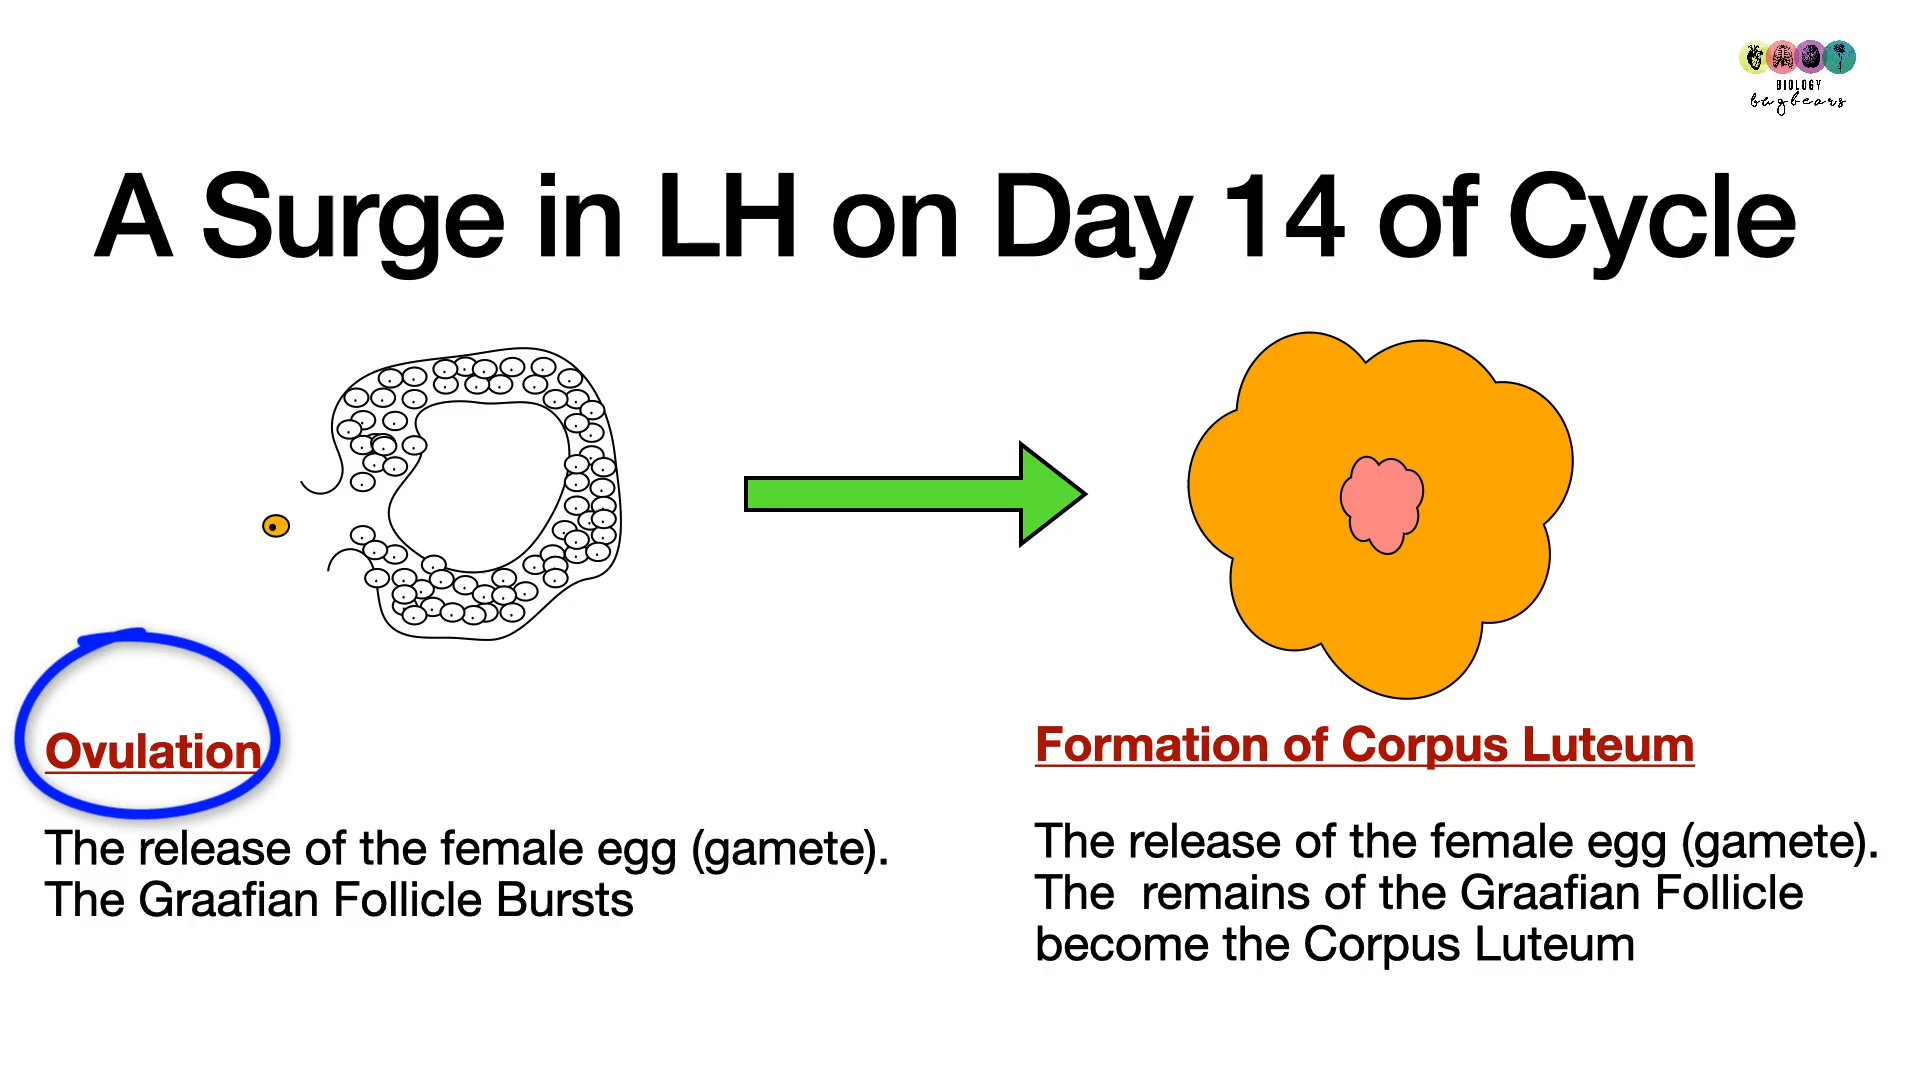 BIOLOGY
bugbears
A Surge in LH on Day 14 of Cycle
Ovulation
The release of the female egg (gamete).
The Graafian Follicle Bursts
Formation of Corpus Luteum
The release of the female egg (gamete).
The  remains of the Graafian Follicle
become the Corpus Luteum